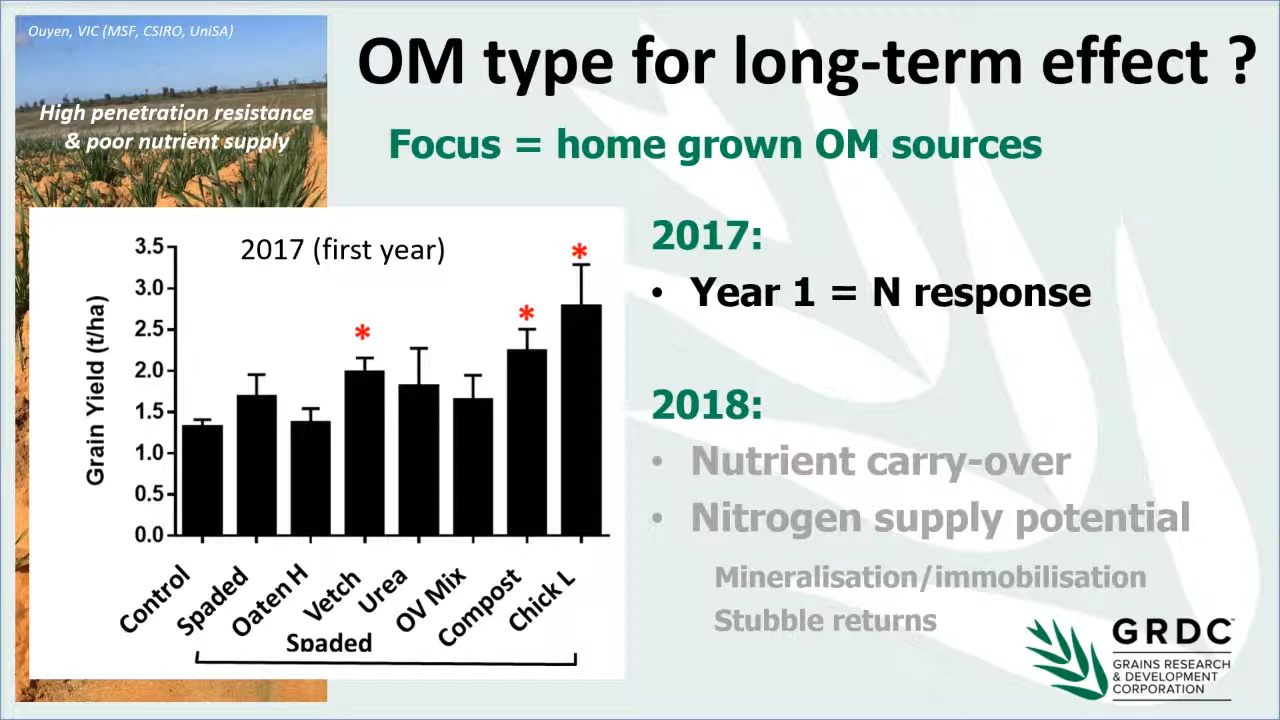 Ouyen, VIC (MSF, CSIRO, UniSA)
High penetration resistance
& poor nutrient supply
OM type for long-term effect ?
Focus = home grown OM sources
2017 (first year)
Grain Yield (t/ha)
3.5
3.0
2.5
2.0
1.5
1.0
0.5
0.0
*
*
*
Control
Spaded
Oaten H
Vetch
Urea
OV Mix
Compost
Chick L
Spaded
2017:
• Year 1 = N response
2018:
• Nutrient carry-over
• Nitrogen supply potential
Mineralisation/immobilisation
Stubble returns
GRDC™
GRAINS RESEARCH
& DEVELOPMENT
CORPORATION